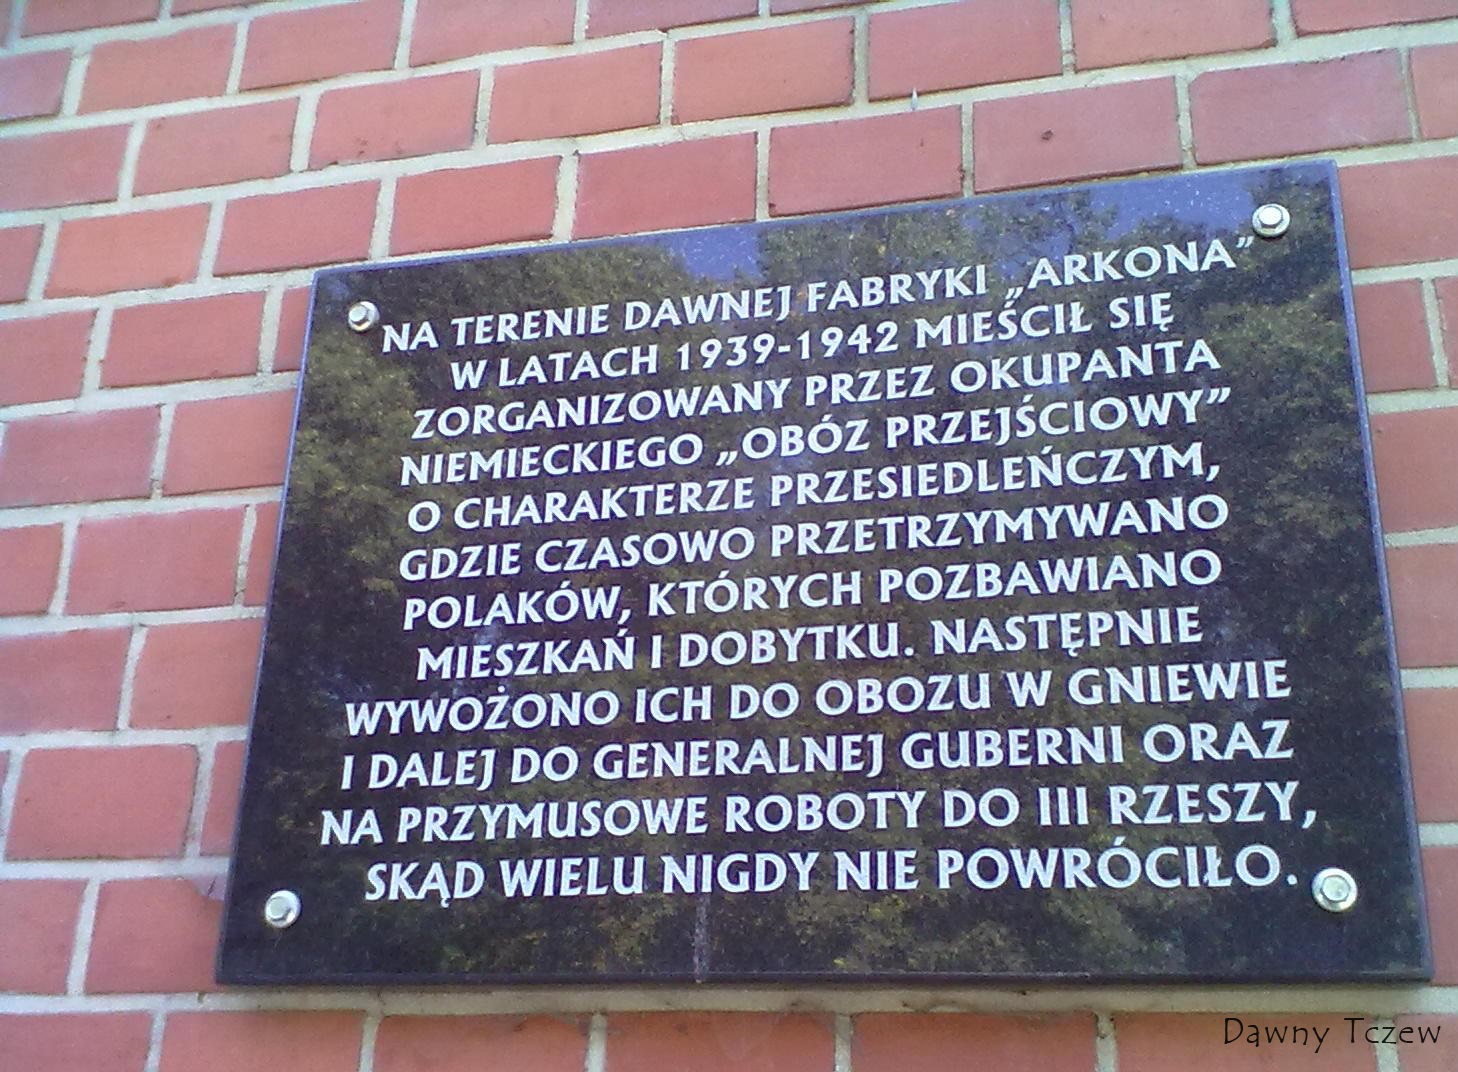 NA TERENIE DAWNEJ FABRYKI „ARKONA”
W LATACH 1939-1942 MIEŚCIŁ SIĘ
ZORGANIZOWANY PRZEZ OKUPANTA
NIEMIECKIEGO „OBÓZ PRZEJŚCIOWY”
O CHARAKTERZE PRZESIEDLEŃCZYM,
GDZIE CZASOWO PRZETRZYMYWANO
POLAKÓW, KTÓRYCH POZBAWIANO
MIESZKAŃ I DOBYTKU. NASTĘPNIE
WYWOŻONO ICH DO OBOZU W GNIEWIE
I DALEJ DO GENERALNEJ GUBERNI ORAZ
NA PRZYMUSOWE ROBOTY DO III RZESZY,
SKĄD WIELU NIGDY NIE POWRÓCIŁO.
Dawny Tczew